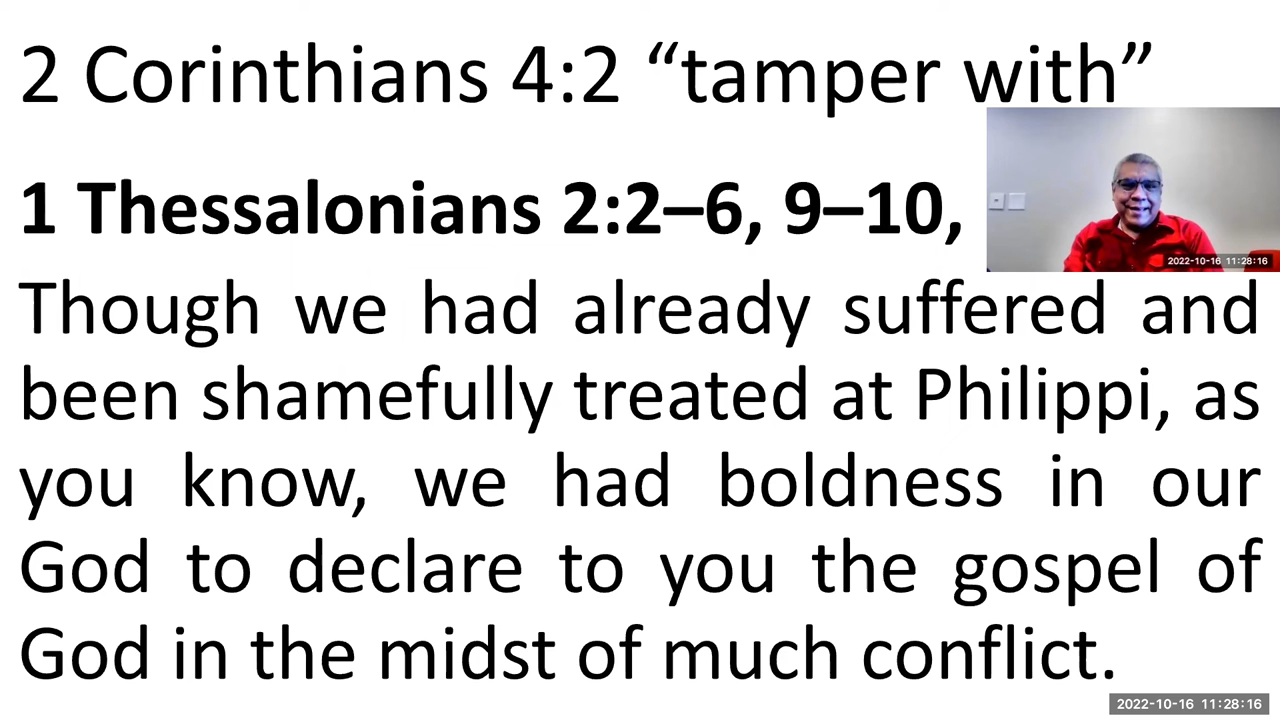 2 Corinthians 4:2 “tamper with”
1 Thessalonians 2:2–6, 9–10,
2022-10-16 11:28:16
Though we had already suffered and
been shamefully treated at Philippi, as
you know, we had boldness in our
God to declare to you the gospel of
God in the midst of much conflict.
2022-10-16 11:28:16